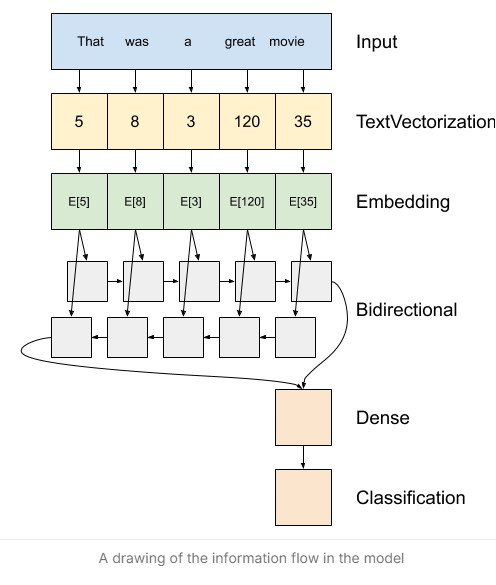 That was a great movie Input
5 8 3 120 35 TextVectorization
E[5] E[8] E[3] E[120] E[35] Embedding
Bidirectional
Dense
Classification
A drawing of the information flow in the model